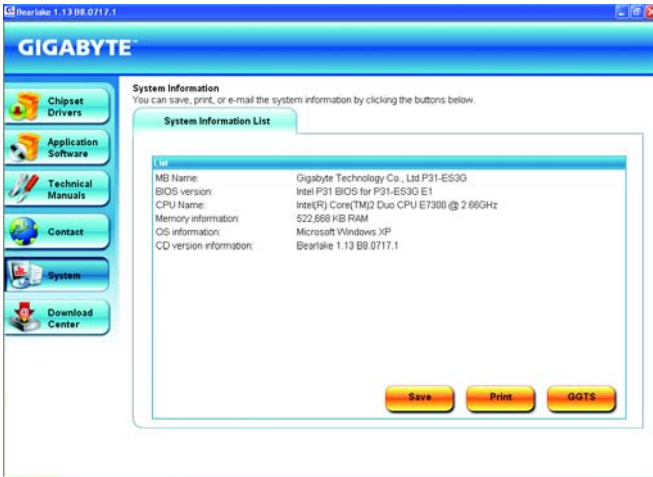 Bearlake 1.13 B8.0717.1
GIGABYTE™
Chipset
Drivers
Application
Software
Technical
Manuals
Contact
System
Download
Center
System Information
You can save, print, or e-mail the system information by clicking the buttons below.
System Information List
List
MB Name: Gigabyte Technology Co., Ltd.P31-ES3G
BIOS version: Intel P31 BIOS for P31-ES3G E1
CPU Name: Intel(R) Core(TM)2 Duo CPU E7300 @ 2.66GHz
Memory information: 522,668 KB RAM
OS information: Microsoft Windows XP
CD version information: Bearlake 1.13 B8.0717.1
Save Print GGTS